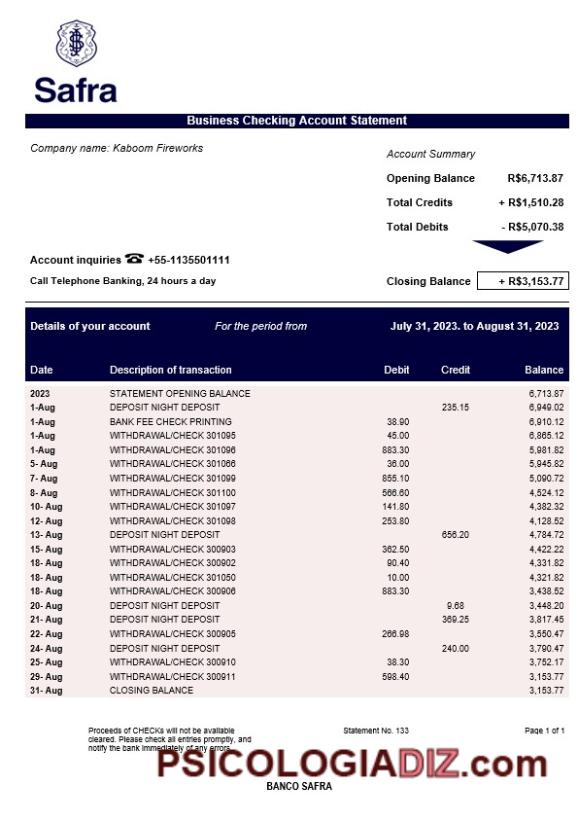 Safra
Business Checking Account Statement
Company name: Kaboom Fireworks
Account Summary
Opening Balance R$6,713.87
Total Credits + R$1,510.28
Total Debits - R$5,070.38
Account inquiries ☎ +55-1135501111
Call Telephone Banking, 24 hours a day
Closing Balance + R$3,153.77
Details of your account For the period from July 31, 2023. to August 31, 2023
Date Description of transaction Debit Credit Balance
2023 STATEMENT OPENING BALANCE 6,713.87
1-Aug DEPOSIT NIGHT DEPOSIT 235.15 6,949.02
1-Aug BANK FEE CHECK PRINTING 38.90 6,910.12
1-Aug WITHDRAWAL/CHECK 301095 45.00 6,865.12
1-Aug WITHDRAWAL/CHECK 301096 883.30 5,981.82
5- Aug WITHDRAWAL/CHECK 301066 36.00 5,945.82
7- Aug WITHDRAWAL/CHECK 301099 855.10 5,090.72
8- Aug WITHDRAWAL/CHECK 301100 566.60 4,524.12
10- Aug WITHDRAWAL/CHECK 301097 141.80 4,382.32
12- Aug WITHDRAWAL/CHECK 301098 253.80 4,128.52
13- Aug DEPOSIT NIGHT DEPOSIT 656.20 4,784.72
15- Aug WITHDRAWAL/CHECK 300903 362.50 4,422.22
18- Aug WITHDRAWAL/CHECK 300902 90.40 4,331.82
18- Aug WITHDRAWAL/CHECK 301050 10.00 4,321.82
18- Aug WITHDRAWAL/CHECK 300906 883.30 3,438.52
20- Aug DEPOSIT NIGHT DEPOSIT 9.68 3,448.20
21- Aug DEPOSIT NIGHT DEPOSIT 369.25 3,817.45
22- Aug WITHDRAWAL/CHECK 300905 266.98 3,550.47
24- Aug DEPOSIT NIGHT DEPOSIT 240.00 3,790.47
25- Aug WITHDRAWAL/CHECK 300910 38.30 3,752.17
29- Aug WITHDRAWAL/CHECK 300911 598.40 3,153.77
31- Aug CLOSING BALANCE 3,153.77
Proceeds of CHECKs will not be available Statement No. 133 Page 1 of 1
cleared. Please check all entries promptly, and
notify the bank immediately of any errors.
PSICOLOGIADIZ.com
BANCO SAFRA